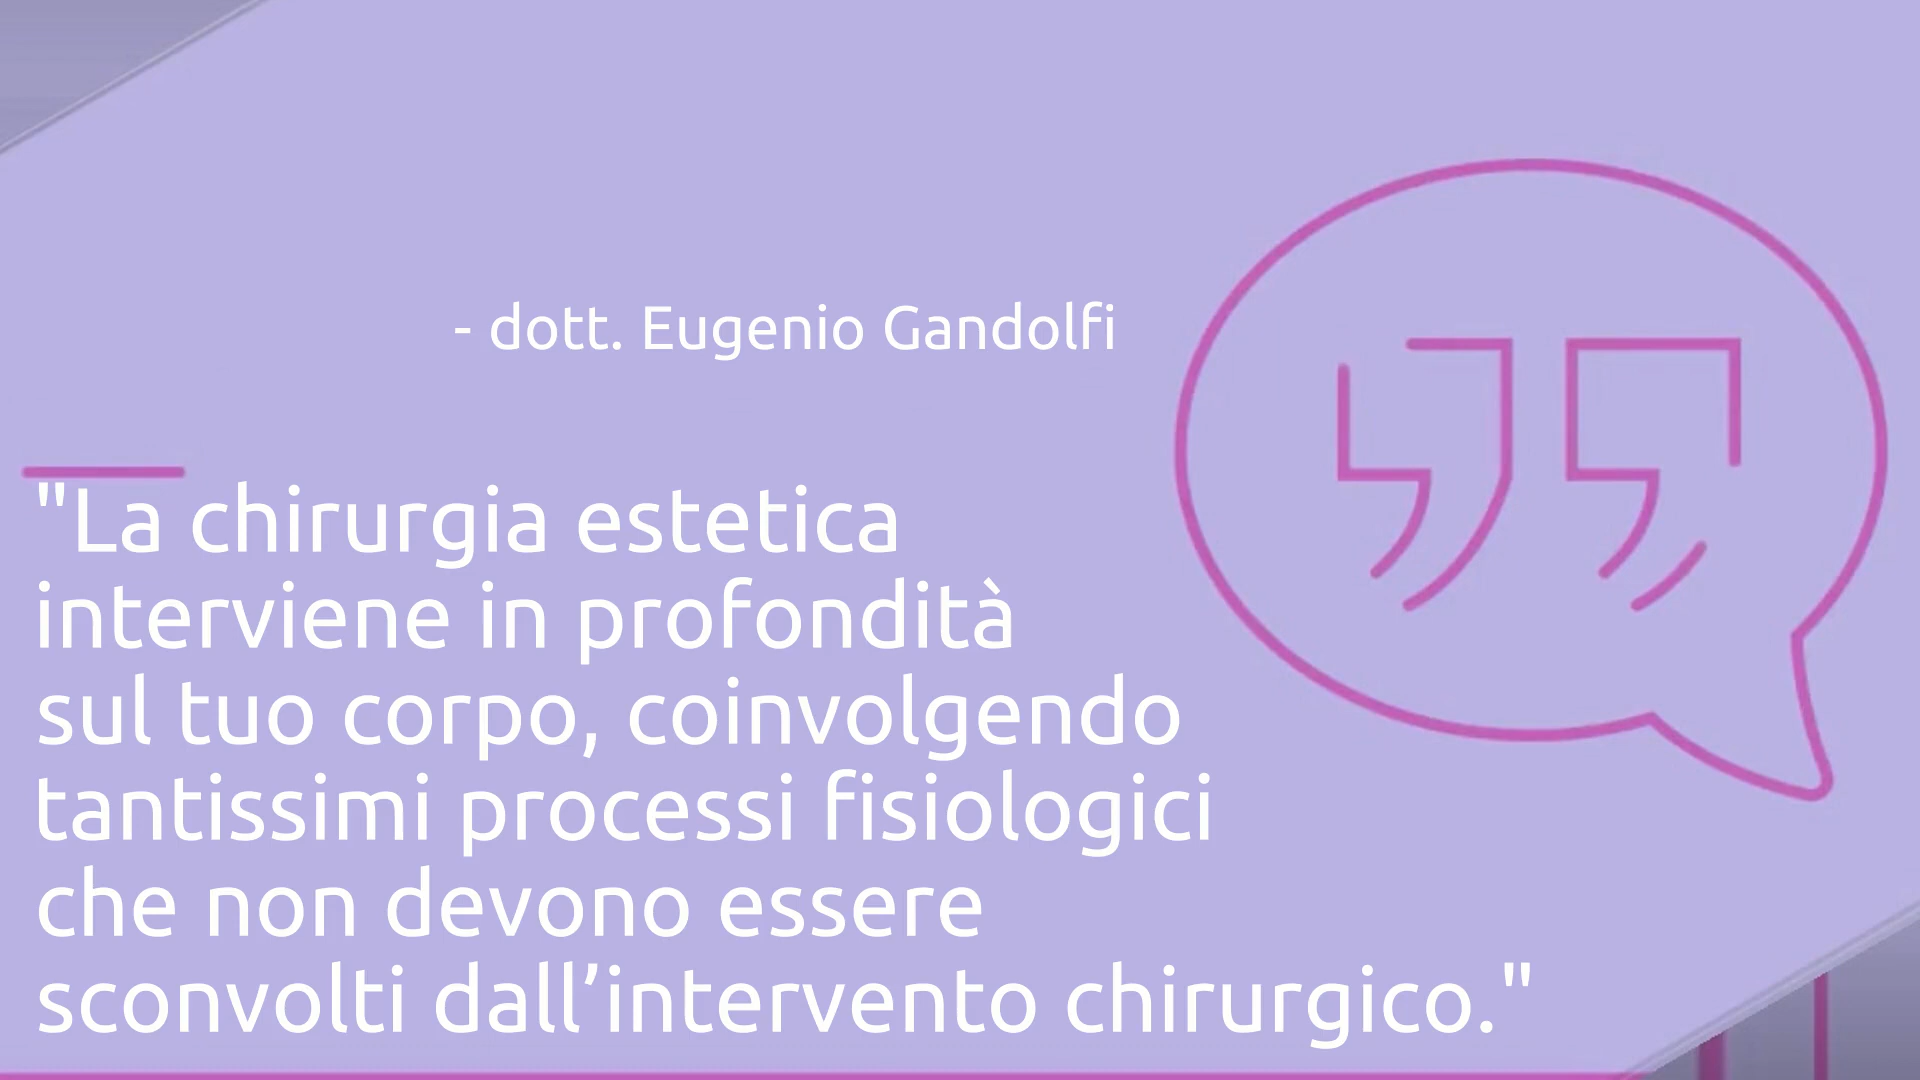 - dott. Eugenio Gandolfi
"La chirurgia estetica
interviene in profondità
sul tuo corpo, coinvolgendo
tantissimi processi fisiologici
che non devono essere
sconvolti dall’intervento chirurgico."